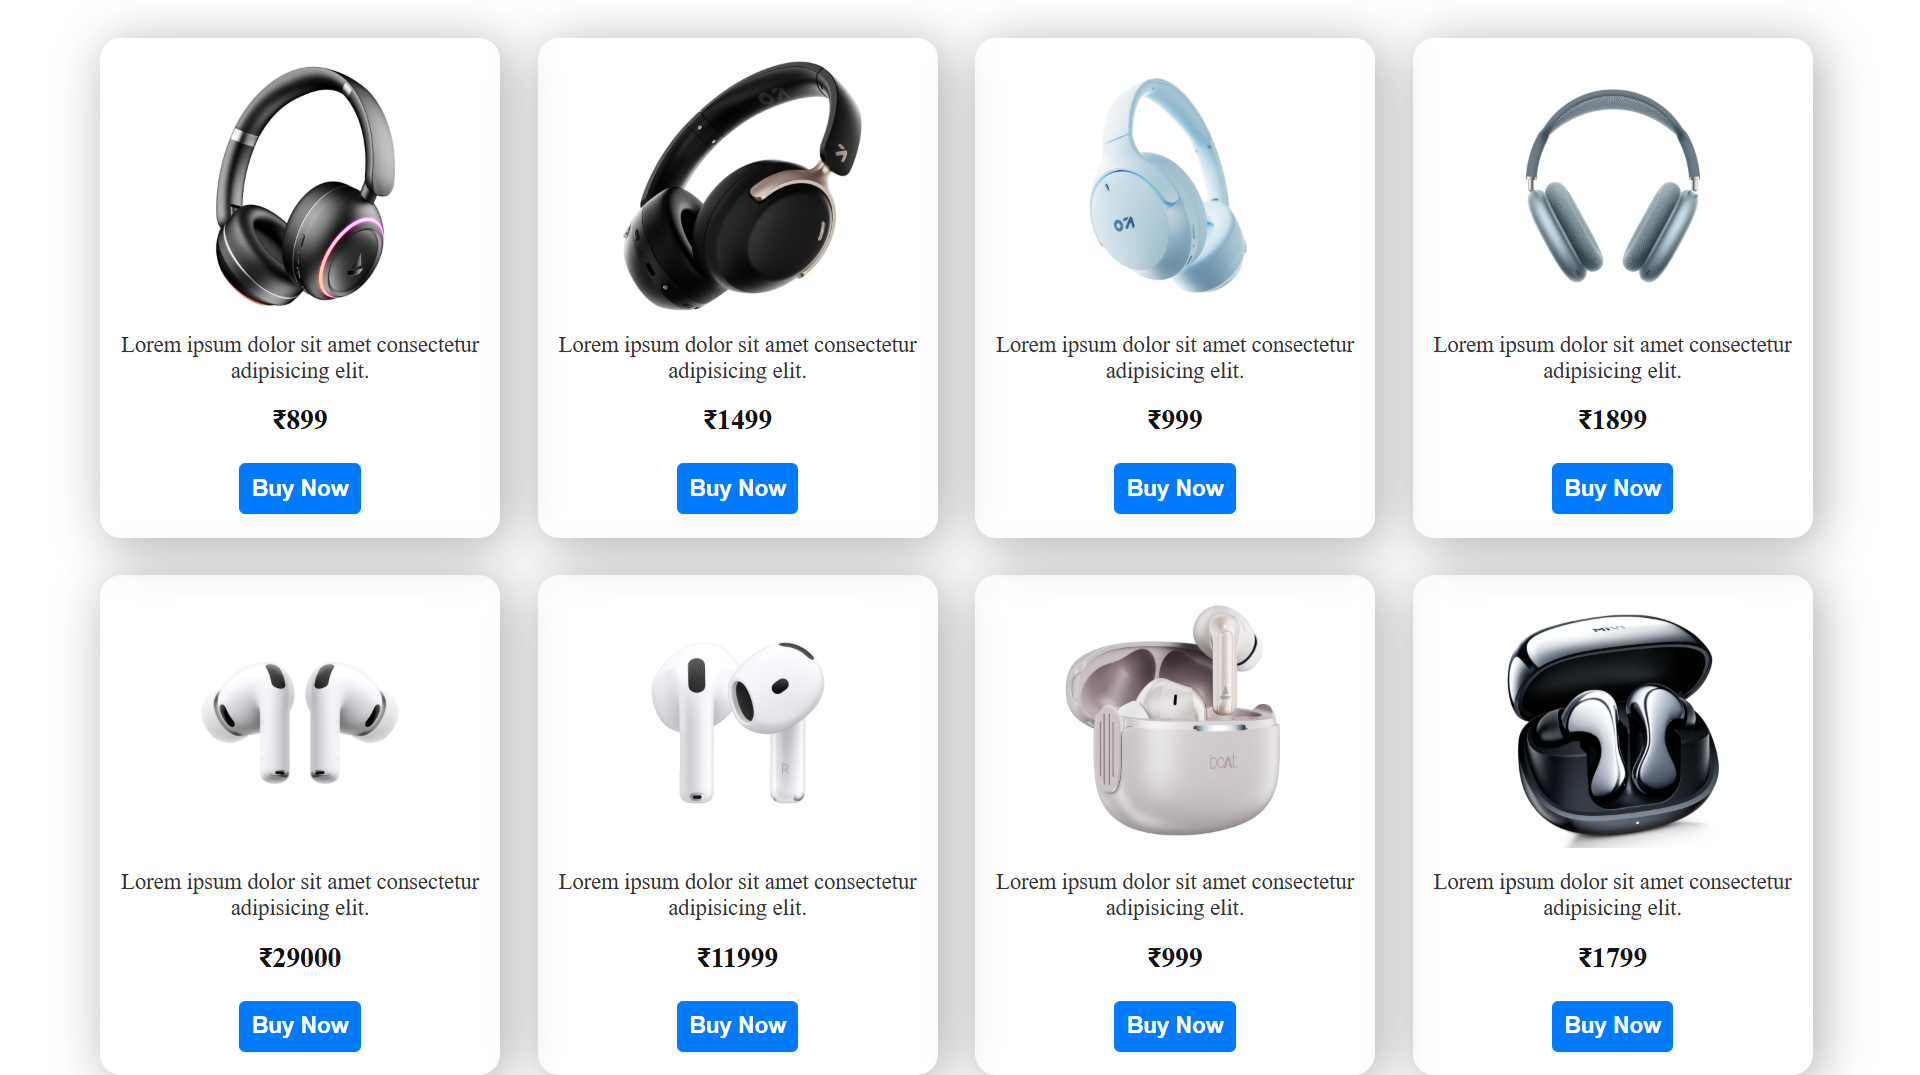 Lorem ipsum dolor sit amet consectetur
adipisicing elit.
₹899
Buy Now
Lorem ipsum dolor sit amet consectetur
adipisicing elit.
₹1499
Buy Now
Lorem ipsum dolor sit amet consectetur
adipisicing elit.
₹999
Buy Now
Lorem ipsum dolor sit amet consectetur
adipisicing elit.
₹1899
Buy Now
Lorem ipsum dolor sit amet consectetur
adipisicing elit.
₹29000
Buy Now
R
Lorem ipsum dolor sit amet consectetur
adipisicing elit.
₹11999
Buy Now
boAt
Lorem ipsum dolor sit amet consectetur
adipisicing elit.
₹999
Buy Now
MIVI
Lorem ipsum dolor sit amet consectetur
adipisicing elit.
₹1799
Buy Now